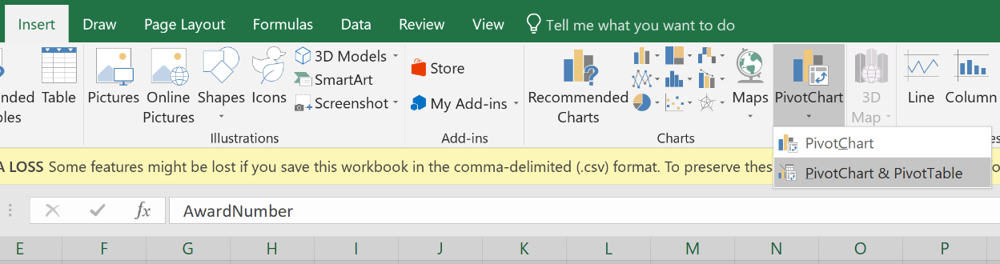 Insert Draw Page Layout Formulas Data Review View Tell me what you want to do
nded
les
Table
Pictures
Online
Pictures
Shapes
Icons
3D Models
SmartArt
Screenshot
Illustrations
Store
My Add-ins
Add-ins
Recommended
Charts
Maps
PivotChart
Charts
3D
Map
Line
Column
es
PivotChart
PivotChart & PivotTable
A LOSS Some features might be lost if you save this workbook in the comma-delimited (.csv) format. To preserve thes
fx AwardNumber
E F G H I J K L M N O P